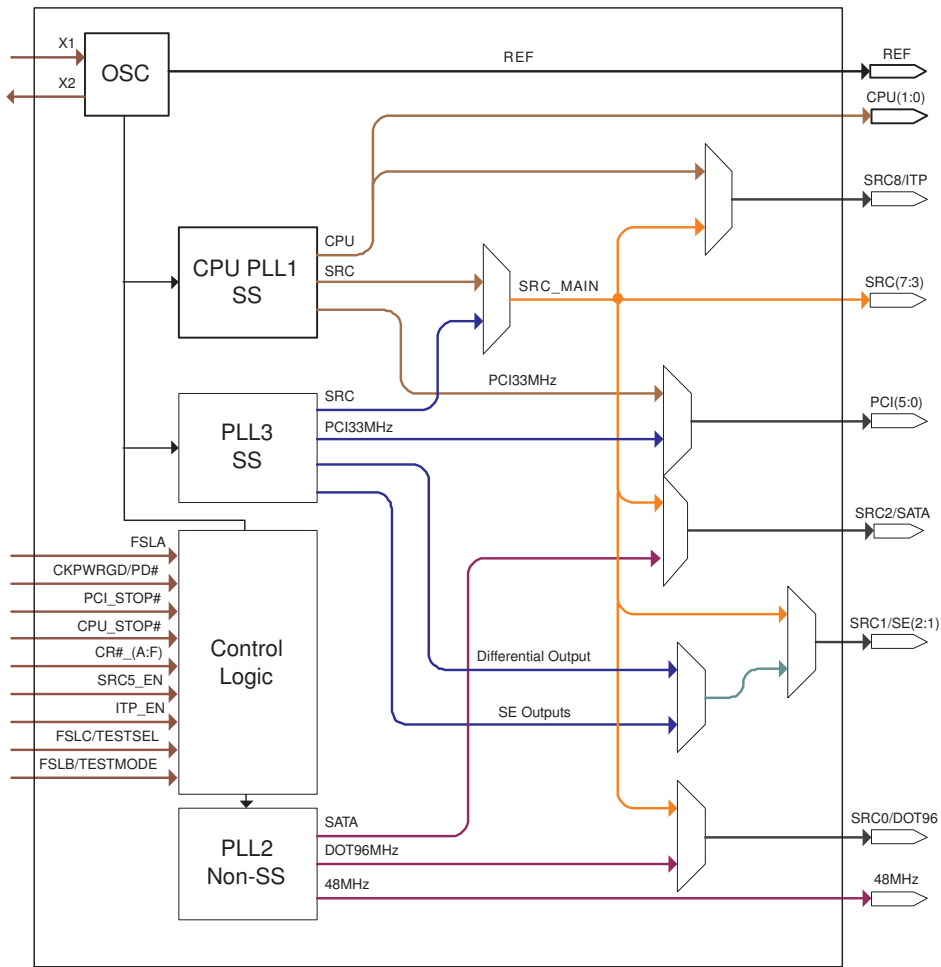 X1
X2
OSC
REF
REF
CPU(1:0)
SRC8/ITP
CPU
CPU PLL1
SS
SRC
SRC_MAIN
SRC(7:3)
PCI33MHz
SRC
PLL3
SS
PCI33MHz
PCI(5:0)
SRC2/SATA
FSLA
CKPWRGD/PD#
PCI_STOP#
CPU_STOP#
CR#_(A:F)
SRC5_EN
ITP_EN
FSLC/TESTSEL
FSLB/TESTMODE
Control
Logic
Differential Output
SE Outputs
SRC1/SE(2:1)
SATA
PLL2
Non-SS
DOT96MHz
48MHz
SRC0/DOT96
48MHz